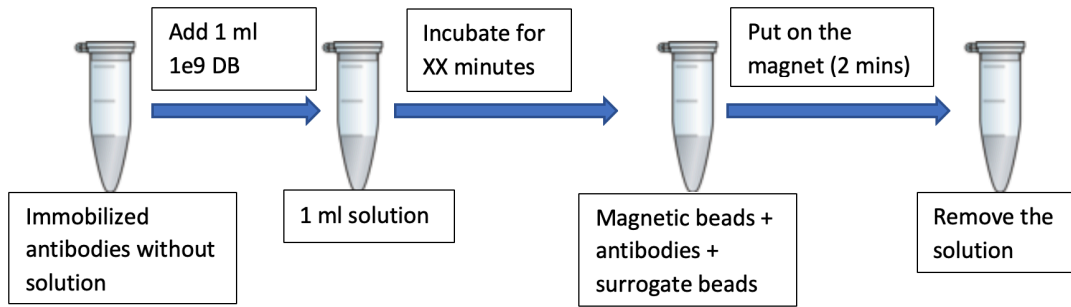 Add 1 ml
1e9 DB
Incubate for
XX minutes
Put on the
magnet (2 mins)
Immobilized
antibodies without
solution
1 ml solution
Magnetic beads +
antibodies +
surrogate beads
Remove the
solution